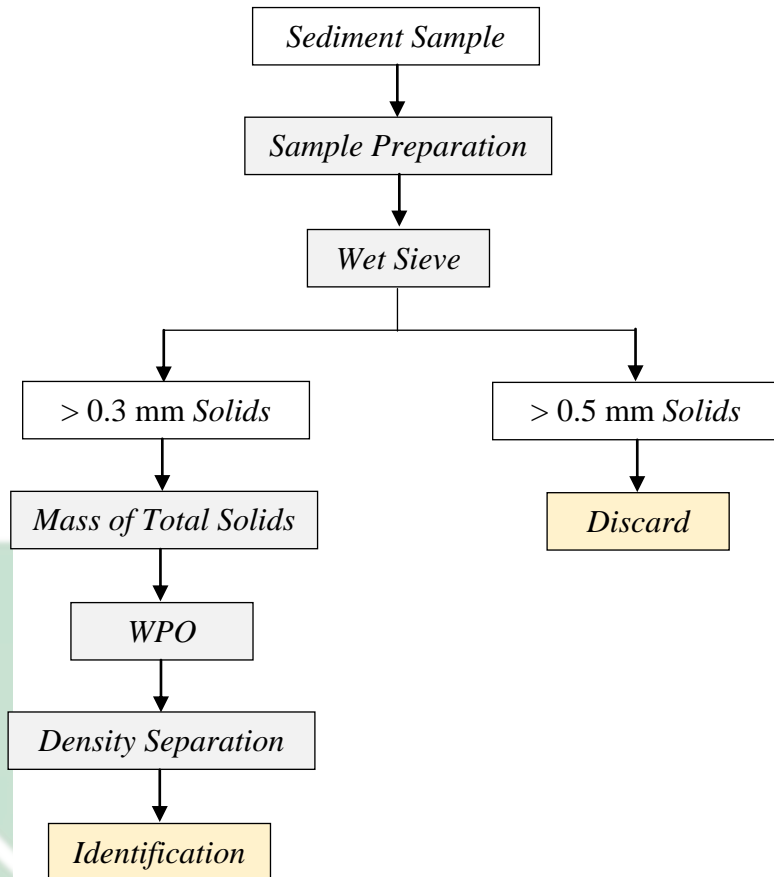 Sediment Sample
Sample Preparation
Wet Sieve
> 0.3 mm Solids
> 0.5 mm Solids
Mass of Total Solids
Discard
WPO
Density Separation
Identification